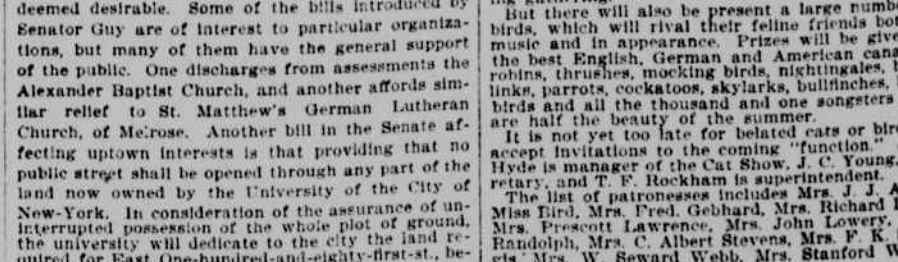 deemed desirable. Some of the bills introduced by
Senator Guy are of interest to particular organiza-
tions, but many of them have the general support
of the public. One discharges from assessments the
Alexander Baptist Church, and another affords sim-
ilar relief to St. Matthew's German Lutheran
Church, of Melrose. Another bill in the Senate af-
fecting uptown interests is that providing that no
public street shall be opened through any part of the
land now owned by the University of the City of
New-York. In consideration of the assurance of un-
interrupted possession of the whole plot of ground,
the university will dedicate to the city the land re-
quired for East One-hundred-and-eighty-first-st., be-
But there will also be present a large numb
birds, which will rival their feline friends bo
music and in appearance. Prizes will be give
the best English, German and American cana
robins, thrushes, mocking birds, nightingales,
links, parrots, cockatoos, skylarks, bullfinches,
birds and all the thousand and one songsters
are half the beauty of the summer.
It is not yet too late for belated cats or bir
accept invitations to the coming "function."
Hyde is manager of the Cat Show, J. C. Young,
retary, and T. F. Rockham is superintendent.
The list of patronesses includes Mrs. J. J. A
Miss Bird, Mrs. Fred. Gebhard, Mrs. Richard
Mrs. Prescott Lawrence, Mrs. John Lowery,
Randolph, Mrs. C. Albert Stevens, Mrs. F. K.
gis, Mrs. W. Seward Webb, Mrs. Stanford W